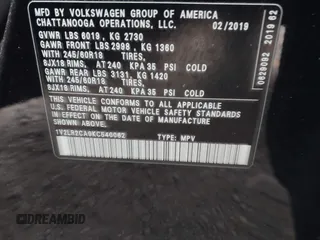 MFD. BY VOLKSWAGEN GROUP OF AMERICA
CHATTANOOGA OPERATIONS, LLC. 02/2019
GVWR LBS 6019 , KG 2730
GAWR FRONT LBS 2998 , KG 1360
WITH 245/60R18 TIRES,
8JX18 RIMS, AT 240 KPA 35 PSI COLD
GAWR REAR LBS 3131, KG 1420
WITH 245/60R18 TIRES,
8JX18 RIMS, AT 240 KPA 35 PSI COLD
THIS VEHICLE CONFORMS TO ALL APPLICABLE
FEDERAL MOTOR VEHICLE SAFETY
STANDARDS IN EFFECT ON THE DATE OF
MANUFACTURE SHOWN ABOVE.
TYPE: MPV
DREAMBID